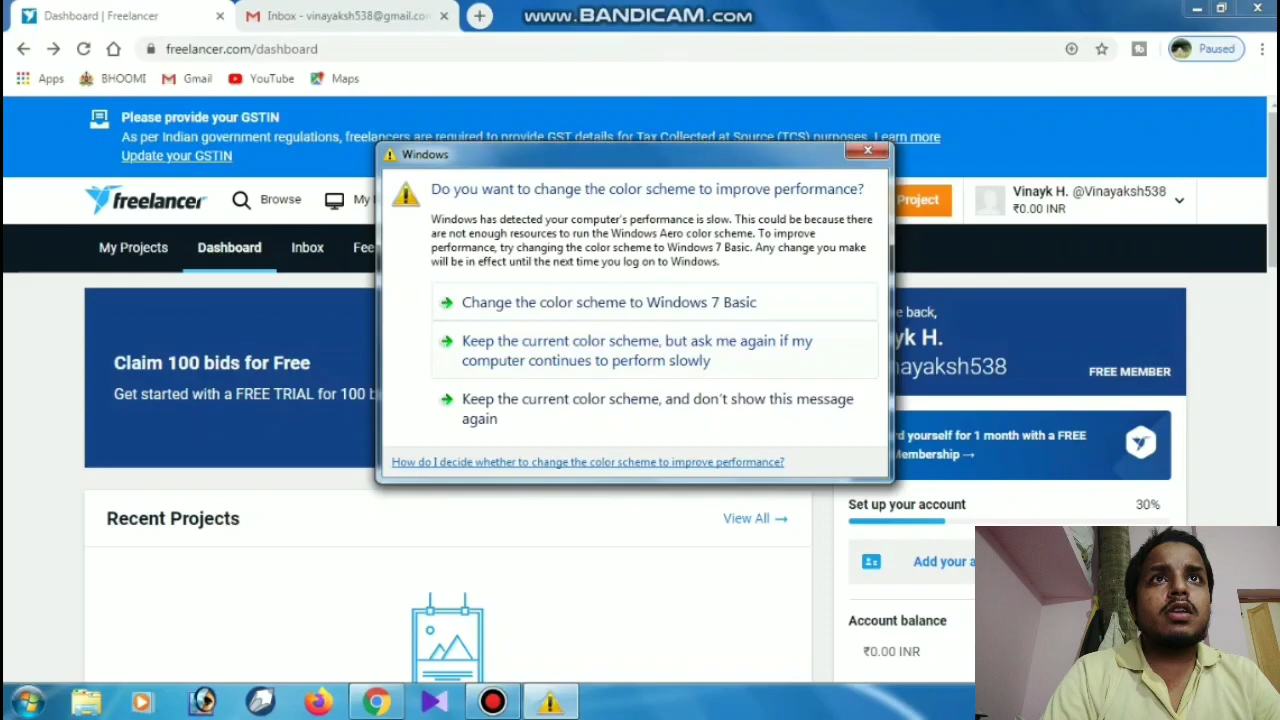 Dashboard | Freelancer
Inbox - vinayaksh538@gmail.con
www.BANDICAM.com
freelancer.com/dashboard
Paused
Apps
BHOOMI
Gmail
YouTube
Maps
Please provide your GSTIN
As per Indian government regulations, freelancers are required to provide GST details for Tax Collected at Source (TCS) purposes. Learn more
Update your GSTIN
freelancer
Browse
My
Project
Vinayk H. @Vinayaksh538
₹0.00 INR
My Projects
Dashboard
Inbox
Fee
Windows
Do you want to change the color scheme to improve performance?
Windows has detected your computer's performance is slow. This could be because there
are not enough resources to run the Windows Aero color scheme. To improve
performance, try changing the color scheme to Windows 7 Basic. Any change you make
will be in effect until the next time you log on to Windows.
Change the color scheme to Windows 7 Basic
Keep the current color scheme, but ask me again if my
computer continues to perform slowly
Keep the current color scheme, and don't show this message
again
How do I decide whether to change the color scheme to improve performance?
Claim 100 bids for Free
Get started with a FREE TRIAL for 100 b
e back,
yk H.
nayaksh538
FREE MEMBER
rd yourself for 1 month with a FREE
Membership →
Recent Projects
View All →
Set up your account
30%
Add your a
Account balance
₹0.00 INR